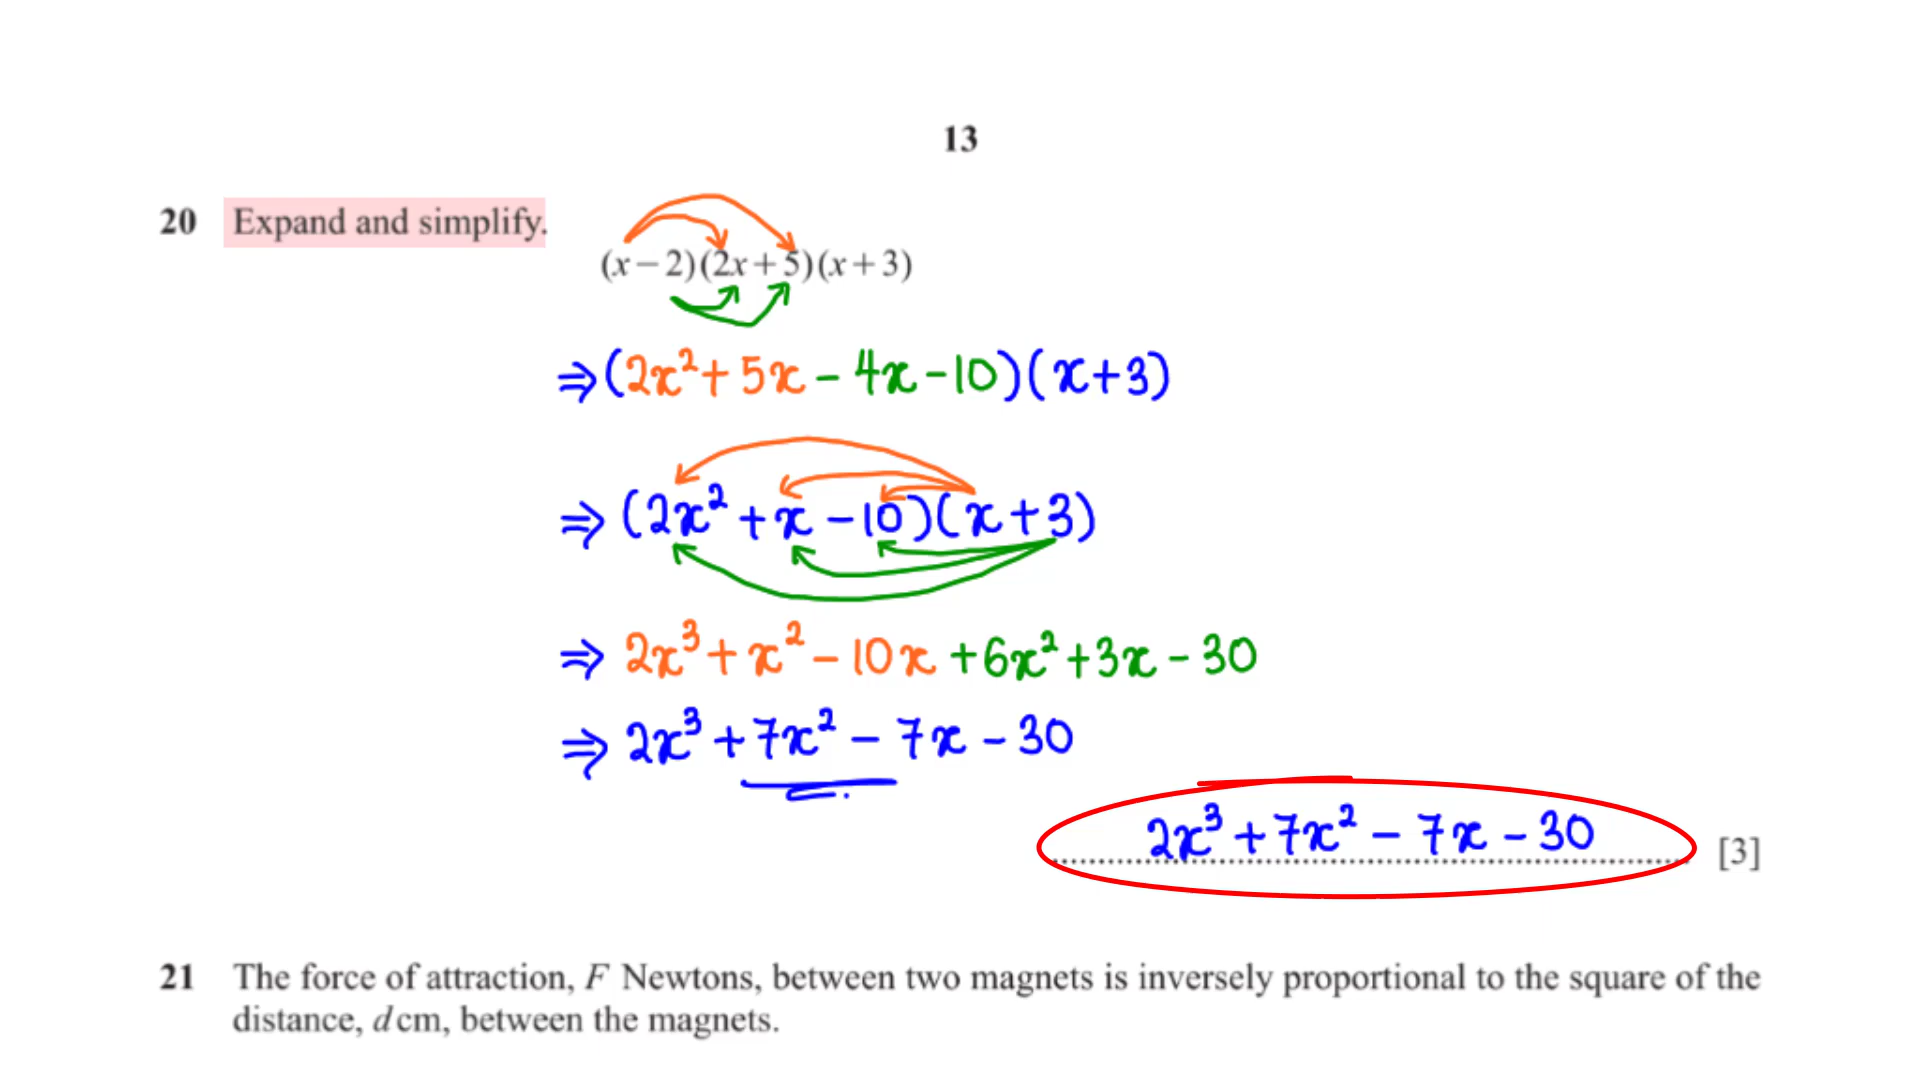 13
20 Expand and simplify.
(x − 2)(2x + 5)(x + 3)
⇒ (2x² + 5x − 4x − 10)(x + 3)
⇒ (2x² + x − 10)(x + 3)
⇒ 2x³ + x² − 10x + 6x² + 3x − 30
⇒ 2x³ + 7x² − 7x − 30
2x³ + 7x² − 7x − 30 [3]
21 The force of attraction, F Newtons, between two magnets is inversely proportional to the square of the
distance, d cm, between the magnets.